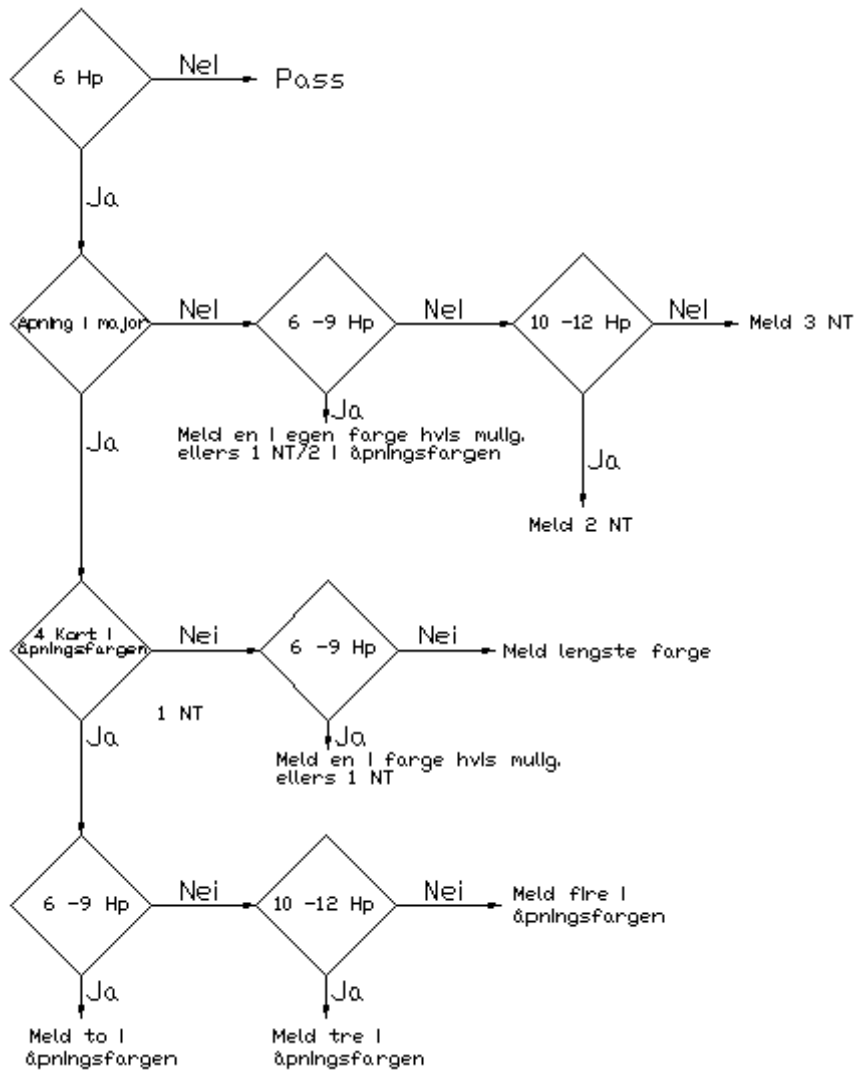 6 Hp
Nei
Pass
Ja
Apning i major
Nei
6 -9 Hp
Nei
10 -12 Hp
Nei
Meld 3 NT
Ja
Ja
Meld en i egen farge hvis mulig.
ellers 1 NT/2 i åpningsfargen
Ja
Meld 2 NT
4 Kort i
åpningsfargen
Nei
6 -9 Hp
Nei
Meld lengste farge
1 NT
Ja
Ja
Meld en i farge hvis mulig.
ellers 1 NT
6 -9 Hp
Nei
10 -12 Hp
Nei
Meld fire i
åpningsfargen
Ja
Ja
Meld to i
åpningsfargen
Meld tre i
åpningsfargen